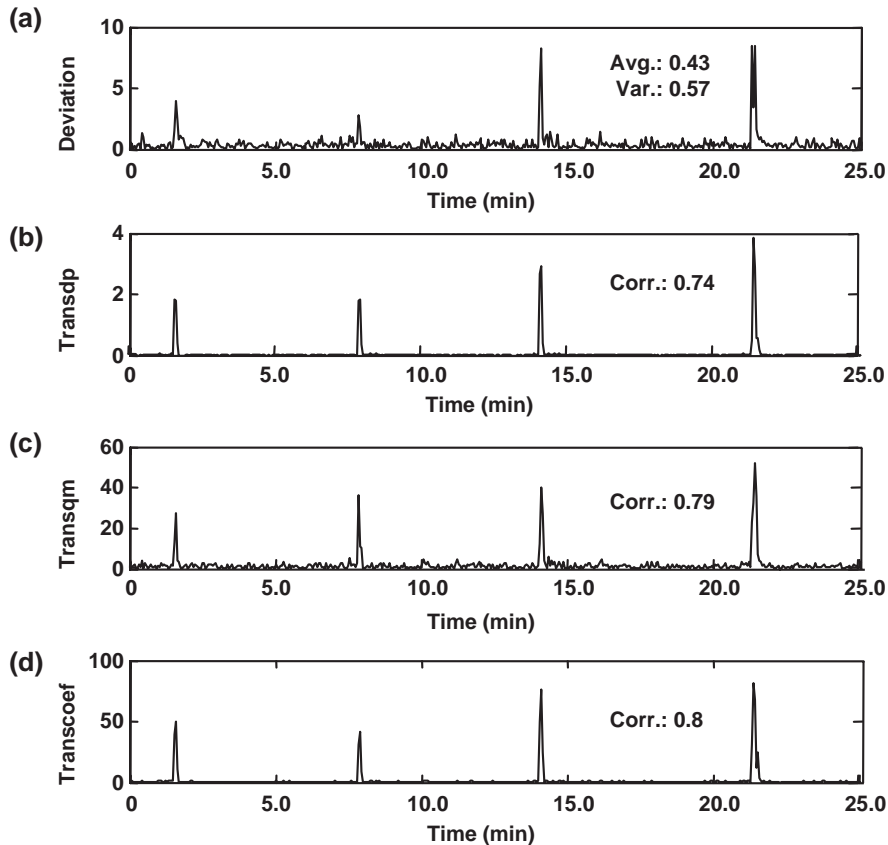 (a)
10
5
0
Deviation
Avg.: 0.43
Var.: 0.57
0 5.0 10.0 15.0 20.0 25.0
Time (min)
(b)
4
2
0
Transdp
Corr.: 0.74
0 5.0 10.0 15.0 20.0 25.0
Time (min)
(c)
60
40
20
0
Transqm
Corr.: 0.79
0 5.0 10.0 15.0 20.0 25.0
Time (min)
(d)
100
50
0
Transcoef
Corr.: 0.8
0 5.0 10.0 15.0 20.0 25.0
Time (min)